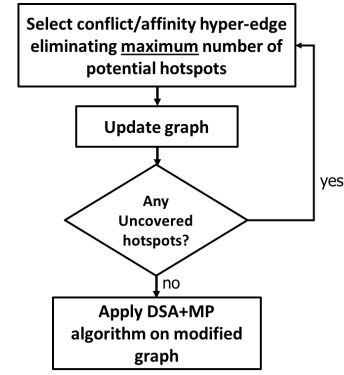 Select conflict/affinity hyper-edge
eliminating maximum number of
potential hotspots
Update graph
Any
Uncovered
hotspots?
yes
no
Apply DSA+MP
algorithm on modified
graph